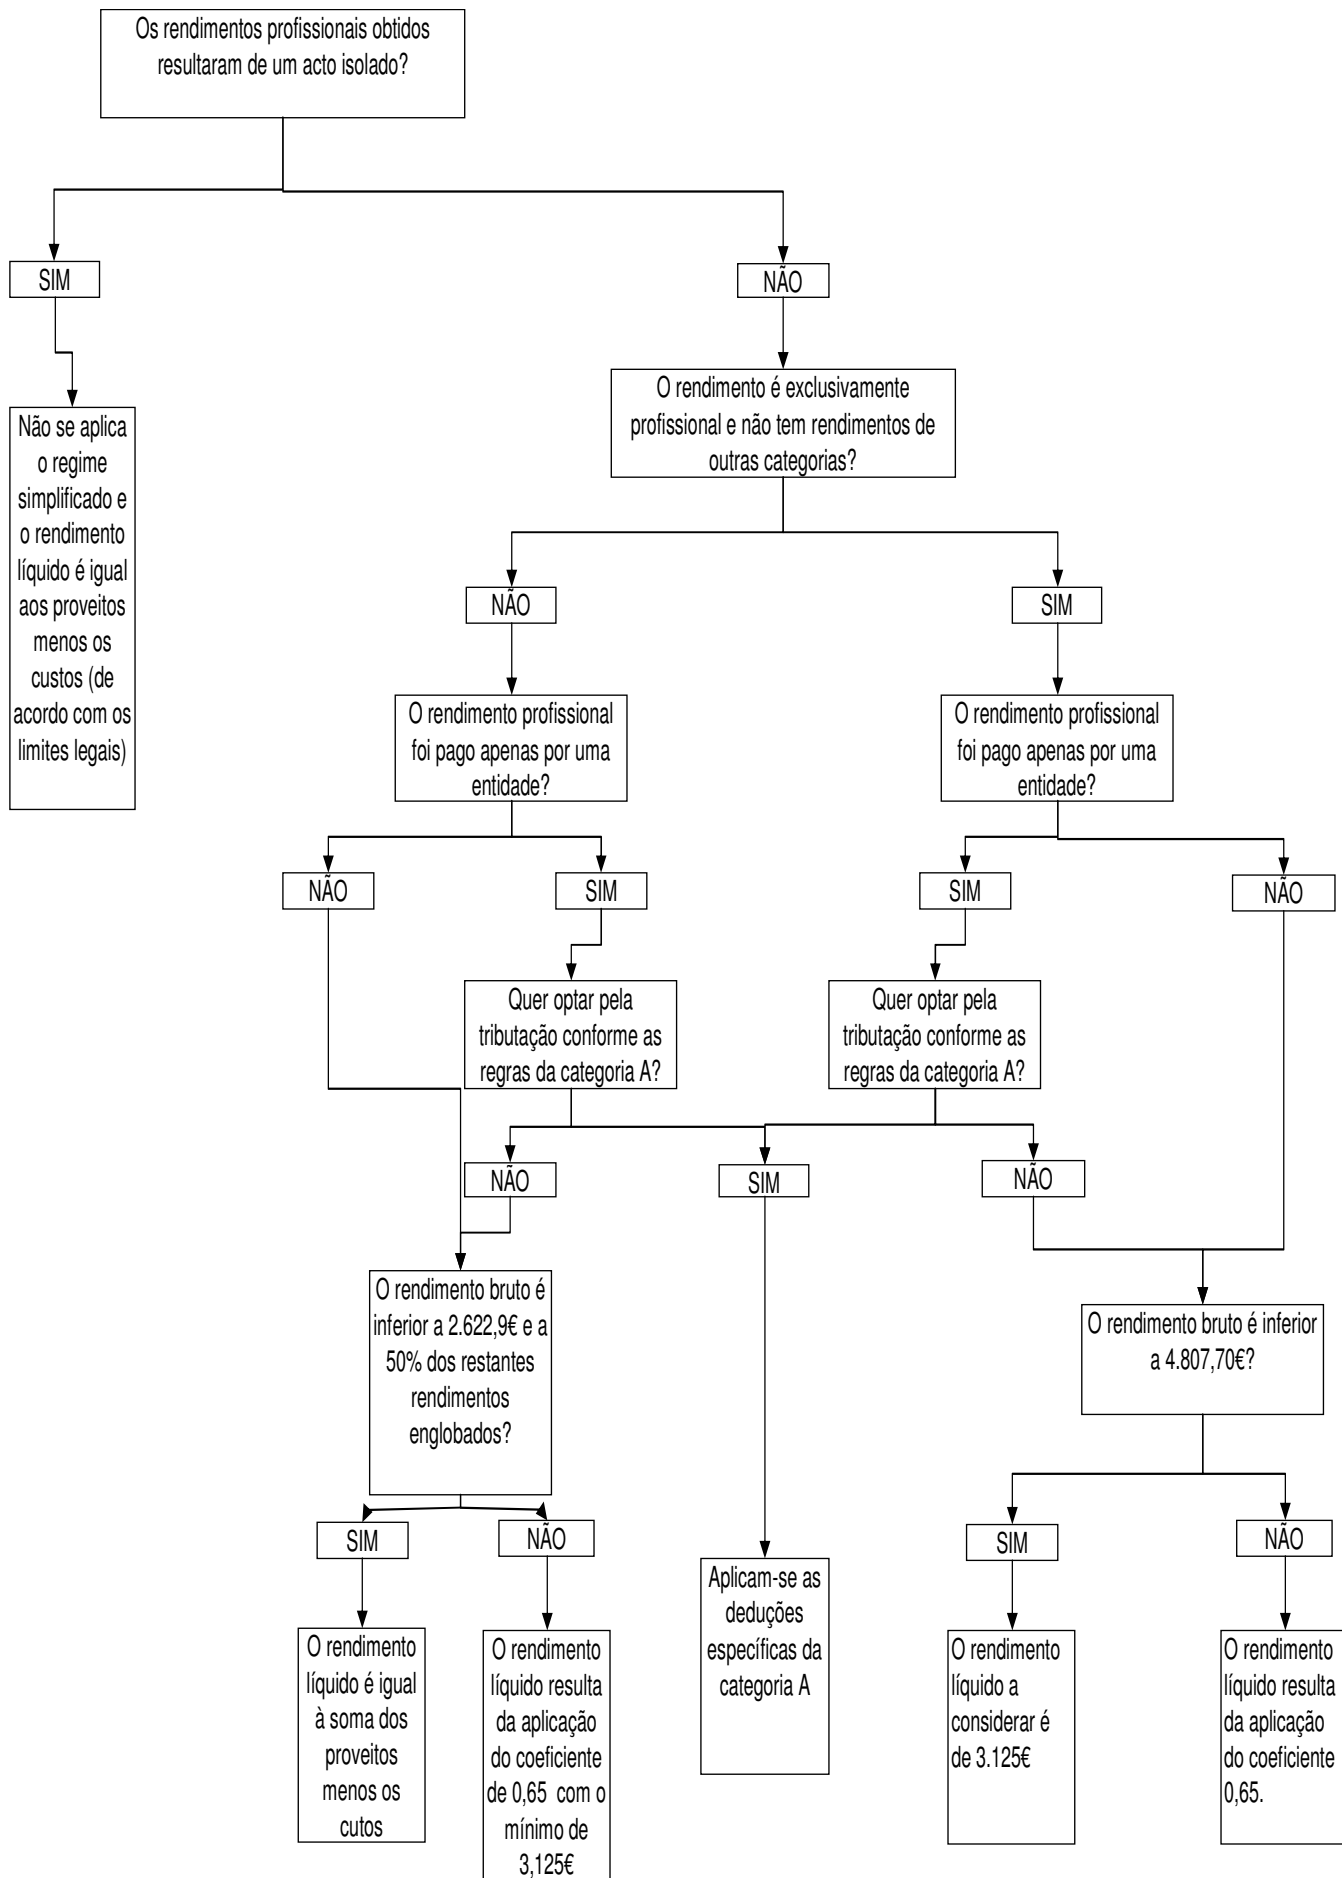 Os rendimentos profissionais obtidos
resultaram de um acto isolado?
SIM
NÃO
Não se aplica
o regime
simplificado e
o rendimento
líquido é igual
aos proveitos
menos os
custos (de
acordo com os
limites legais)
O rendimento é exclusivamente
profissional e não tem rendimentos de
outras categorias?
NÃO
SIM
O rendimento profissional
foi pago apenas por uma
entidade?
O rendimento profissional
foi pago apenas por uma
entidade?
NÃO
SIM
SIM
NÃO
Quer optar pela
tributação conforme as
regras da categoria A?
Quer optar pela
tributação conforme as
regras da categoria A?
NÃO
SIM
NÃO
O rendimento bruto é
inferior a 2.622,9€ e a
50% dos restantes
rendimentos
englobados?
O rendimento bruto é inferior
a 4.807,70€?
SIM
NÃO
SIM
NÃO
O rendimento
líquido é igual
à soma dos
proveitos
menos os
cutos
O rendimento
líquido resulta
da aplicação
do coeficiente
de 0,65 com o
mínimo de
3,125€
Aplicam-se as
deduções
específicas da
categoria A
O rendimento
líquido a
considerar é
de 3.125€
O rendimento
líquido resulta
da aplicação
do coeficiente
0,65.